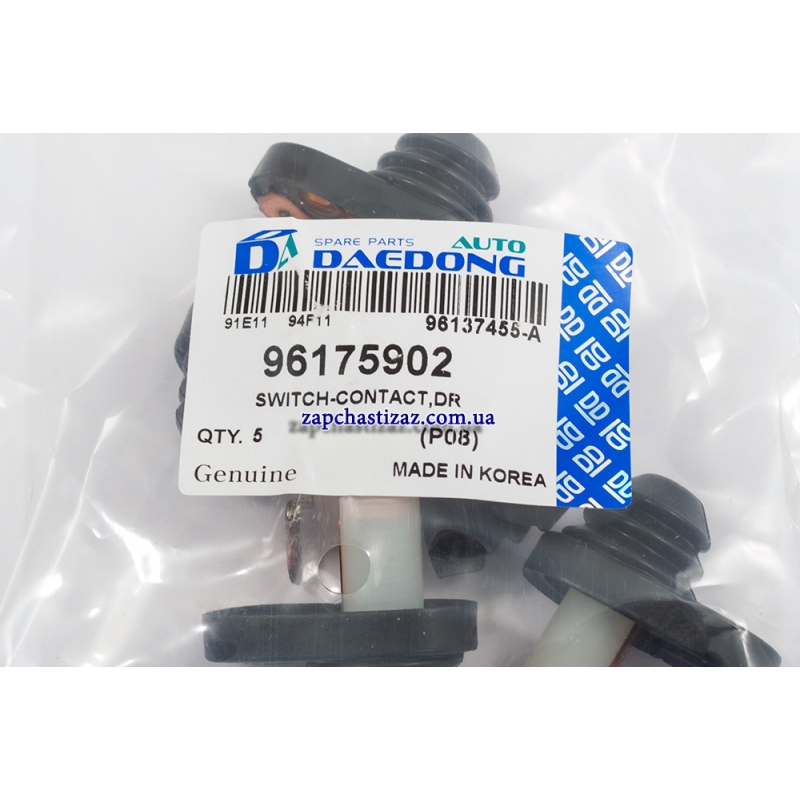 SPARE PARTS AUTO
DAEDONG
91E11 94F11 96137455-A
96175902
SWITCH-CONTACT,DR
zapchastizaz.com.ua
QTY. 5 (P08)
Genuine MADE IN KOREA